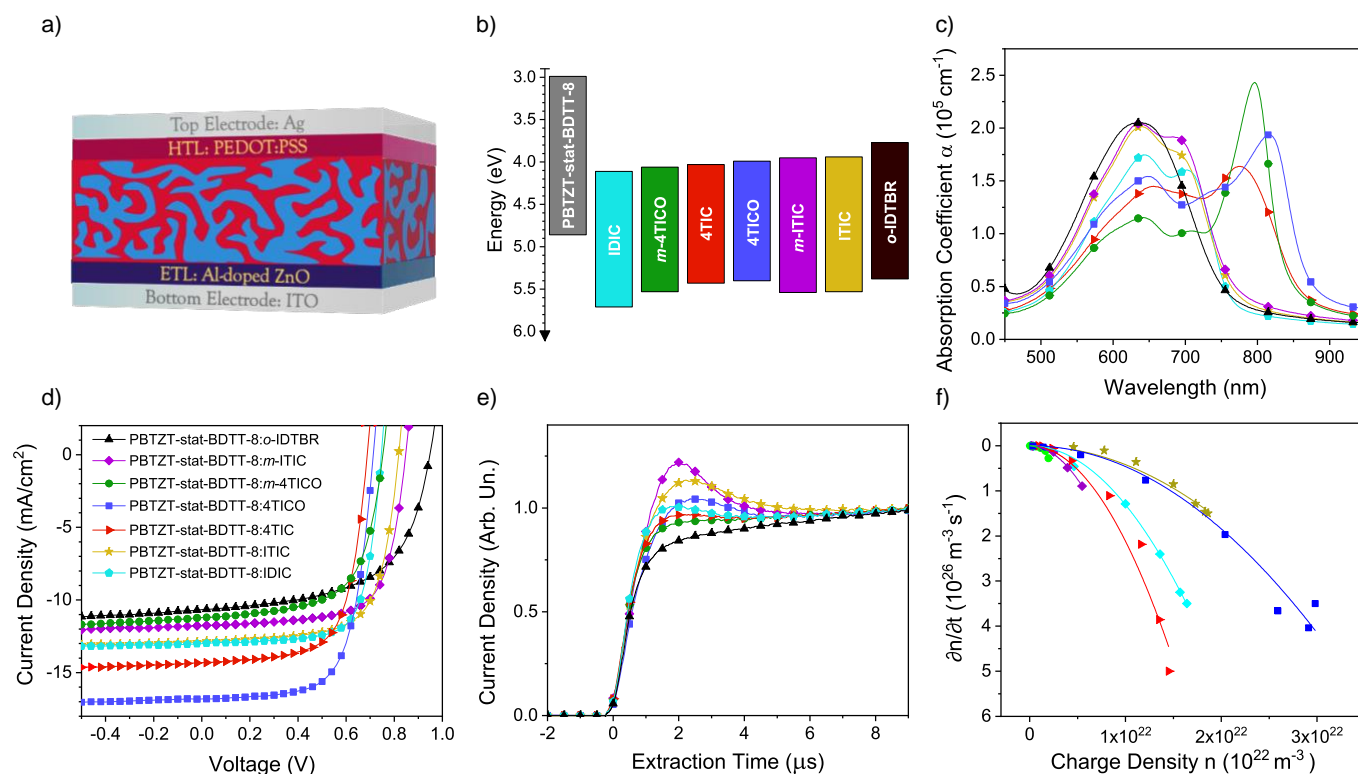 a)
Top Electrode: Ag
HTL: PEDOT:PSS
ETL: Al-doped ZnO
Bottom Electrode: ITO
b)
Energy (eV)
3.0
4.0
4.5
5.0
5.5
6.0
PBTZT-stat-BDTT-8
IDIC
m-4TICO
4TIC
4TICO
m-ITIC
ITIC
o-IDTBR
c)
Absorption Coefficient α (10⁵ cm⁻¹)
2.5
2.0
1.5
1.0
0.5
0.0
500 600 700 800 900
Wavelength (nm)
d)
Current Density (mA/cm²)
0
-5
-10
-15
PBTZT-stat-BDTT-8:o-IDTBR
PBTZT-stat-BDTT-8:m-ITIC
PBTZT-stat-BDTT-8:m-4TICO
PBTZT-stat-BDTT-8:4TICO
PBTZT-stat-BDTT-8:4TIC
PBTZT-stat-BDTT-8:ITIC
PBTZT-stat-BDTT-8:IDIC
-0.4 -0.2 0.0 0.2 0.4 0.6 0.8 1.0
Voltage (V)
e)
Current Density (Arb. Un.)
1.0
0.5
0.0
-2 0 2 4 6 8
Extraction Time (μs)
f)
∂n/∂t (10²⁶ m⁻³ s⁻¹)
0
1
2
3
4
5
6
1x10²² 2x10²² 3x10²²
Charge Density n (10²² m⁻³)